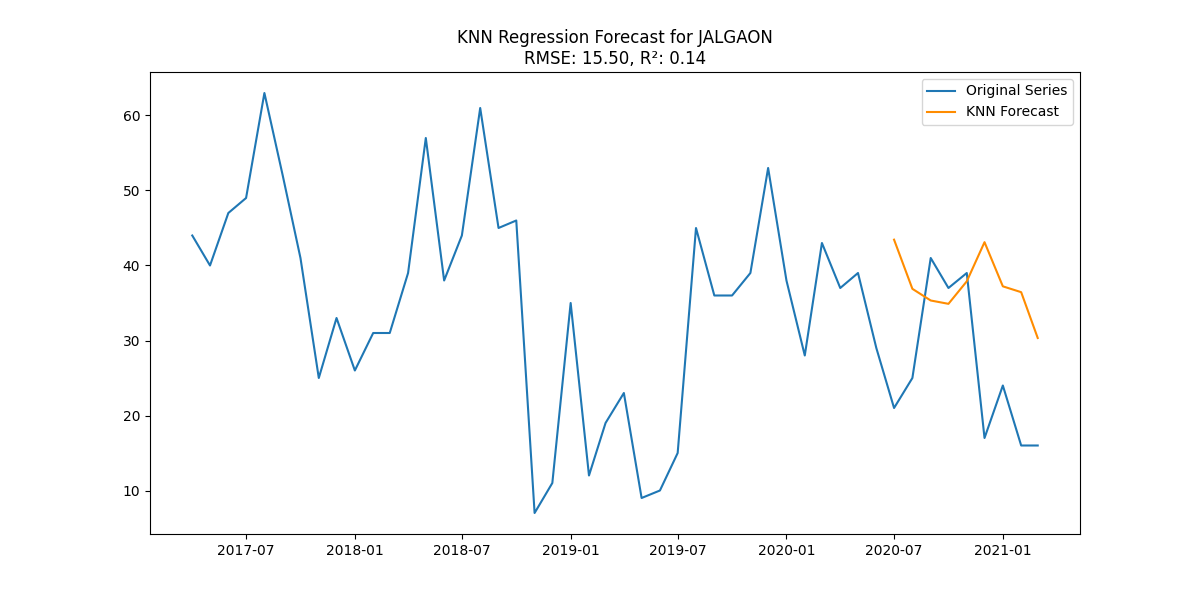 KNN Regression Forecast for JALGAON
RMSE: 15.50, R²: 0.14
Original Series
KNN Forecast
60
50
40
30
20
10
2017-07 2018-01 2018-07 2019-01 2019-07 2020-01 2020-07 2021-01